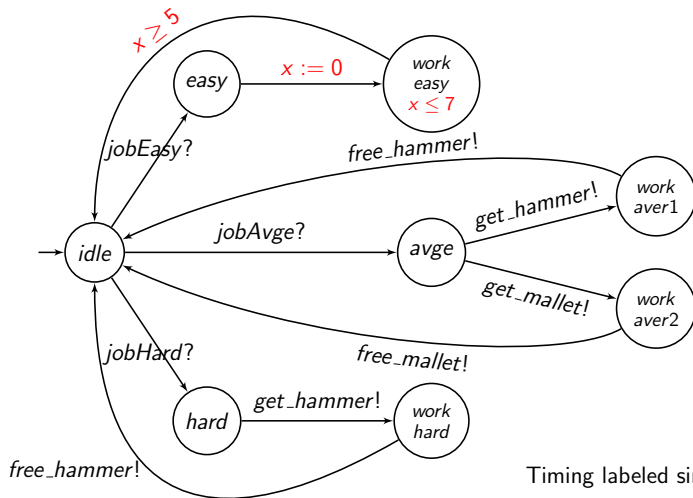 x ≥ 5
easy
x := 0
work
easy
x ≤ 7
jobEasy?
free_hammer!
work
aver1
get_hammer!
jobAvge?
idle
avge
get_mallet!
work
aver2
free_mallet!
jobHard?
hard
get_hammer!
work
hard
free_hammer!
Timing labeled